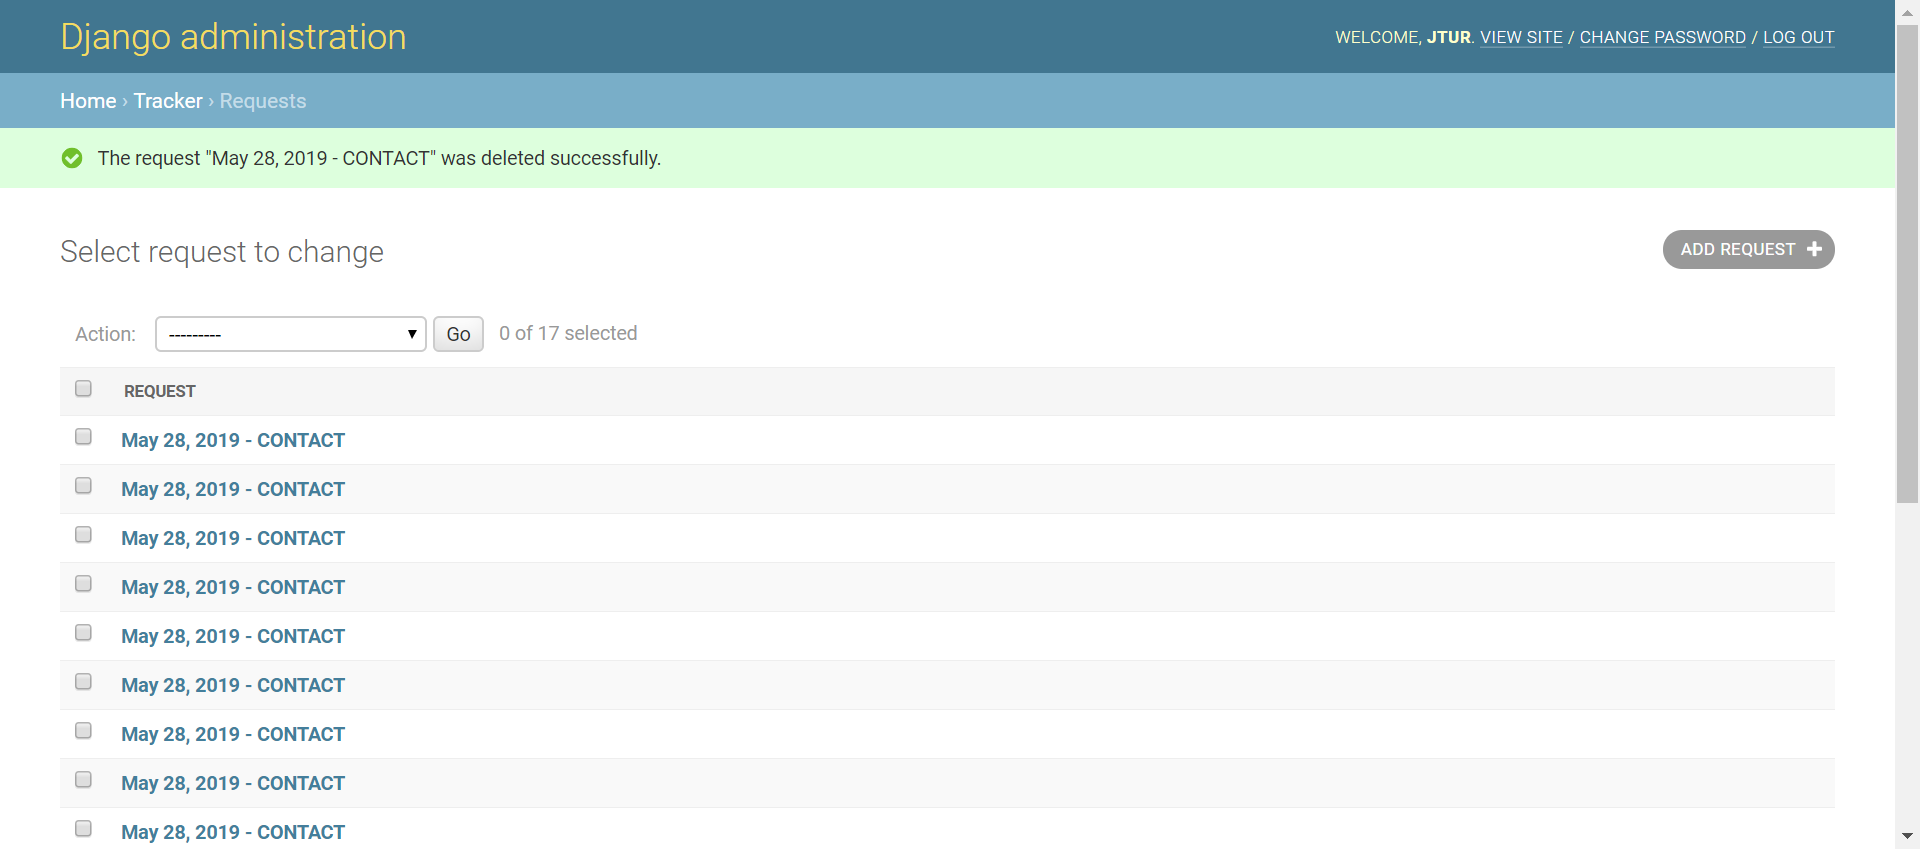 Django administration
WELCOME, JTUR. VIEW SITE / CHANGE PASSWORD / LOG OUT
Home › Tracker › Requests
The request "May 28, 2019 - CONTACT" was deleted successfully.
Select request to change
ADD REQUEST
Action: --------- Go 0 of 17 selected
REQUEST
May 28, 2019 - CONTACT
May 28, 2019 - CONTACT
May 28, 2019 - CONTACT
May 28, 2019 - CONTACT
May 28, 2019 - CONTACT
May 28, 2019 - CONTACT
May 28, 2019 - CONTACT
May 28, 2019 - CONTACT
May 28, 2019 - CONTACT